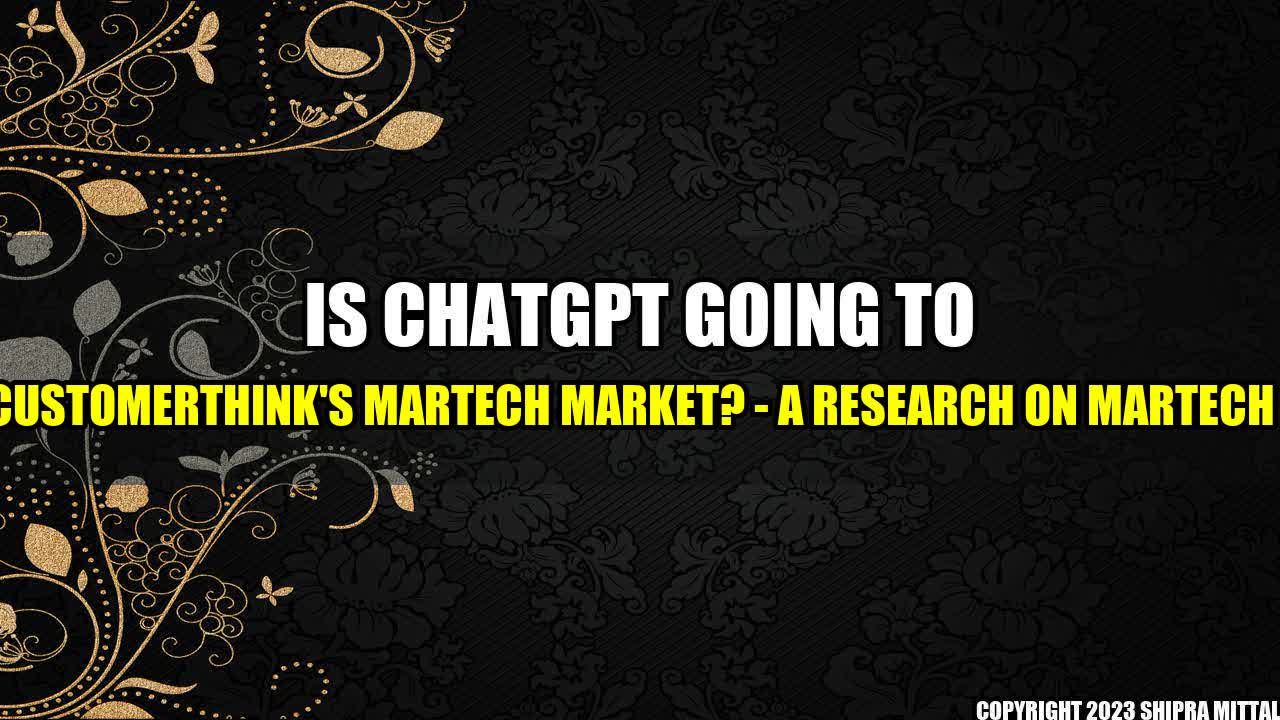 IS CHATGPT GOING TO
CUSTOMERTHINK'S MARTECH MARKET? - A RESEARCH ON MARTECH
COPYRIGHT 2023 SHIPRA MITTAL